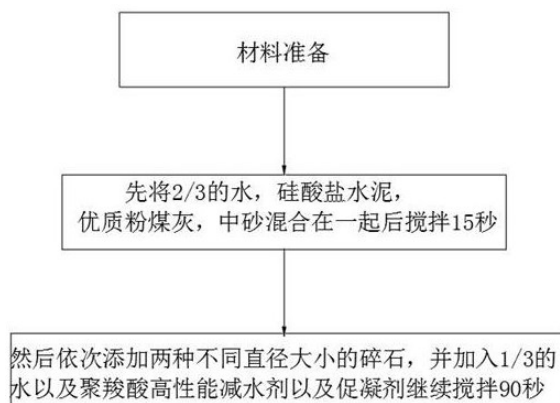 材料准备
先将2/3的水，硅酸盐水泥，
优质粉煤灰，中砂混合在一起后搅拌15秒
然后依次添加两种不同直径大小的碎石，并加入1/3的
水以及聚羧酸高性能减水剂以及促凝剂继续搅拌90秒